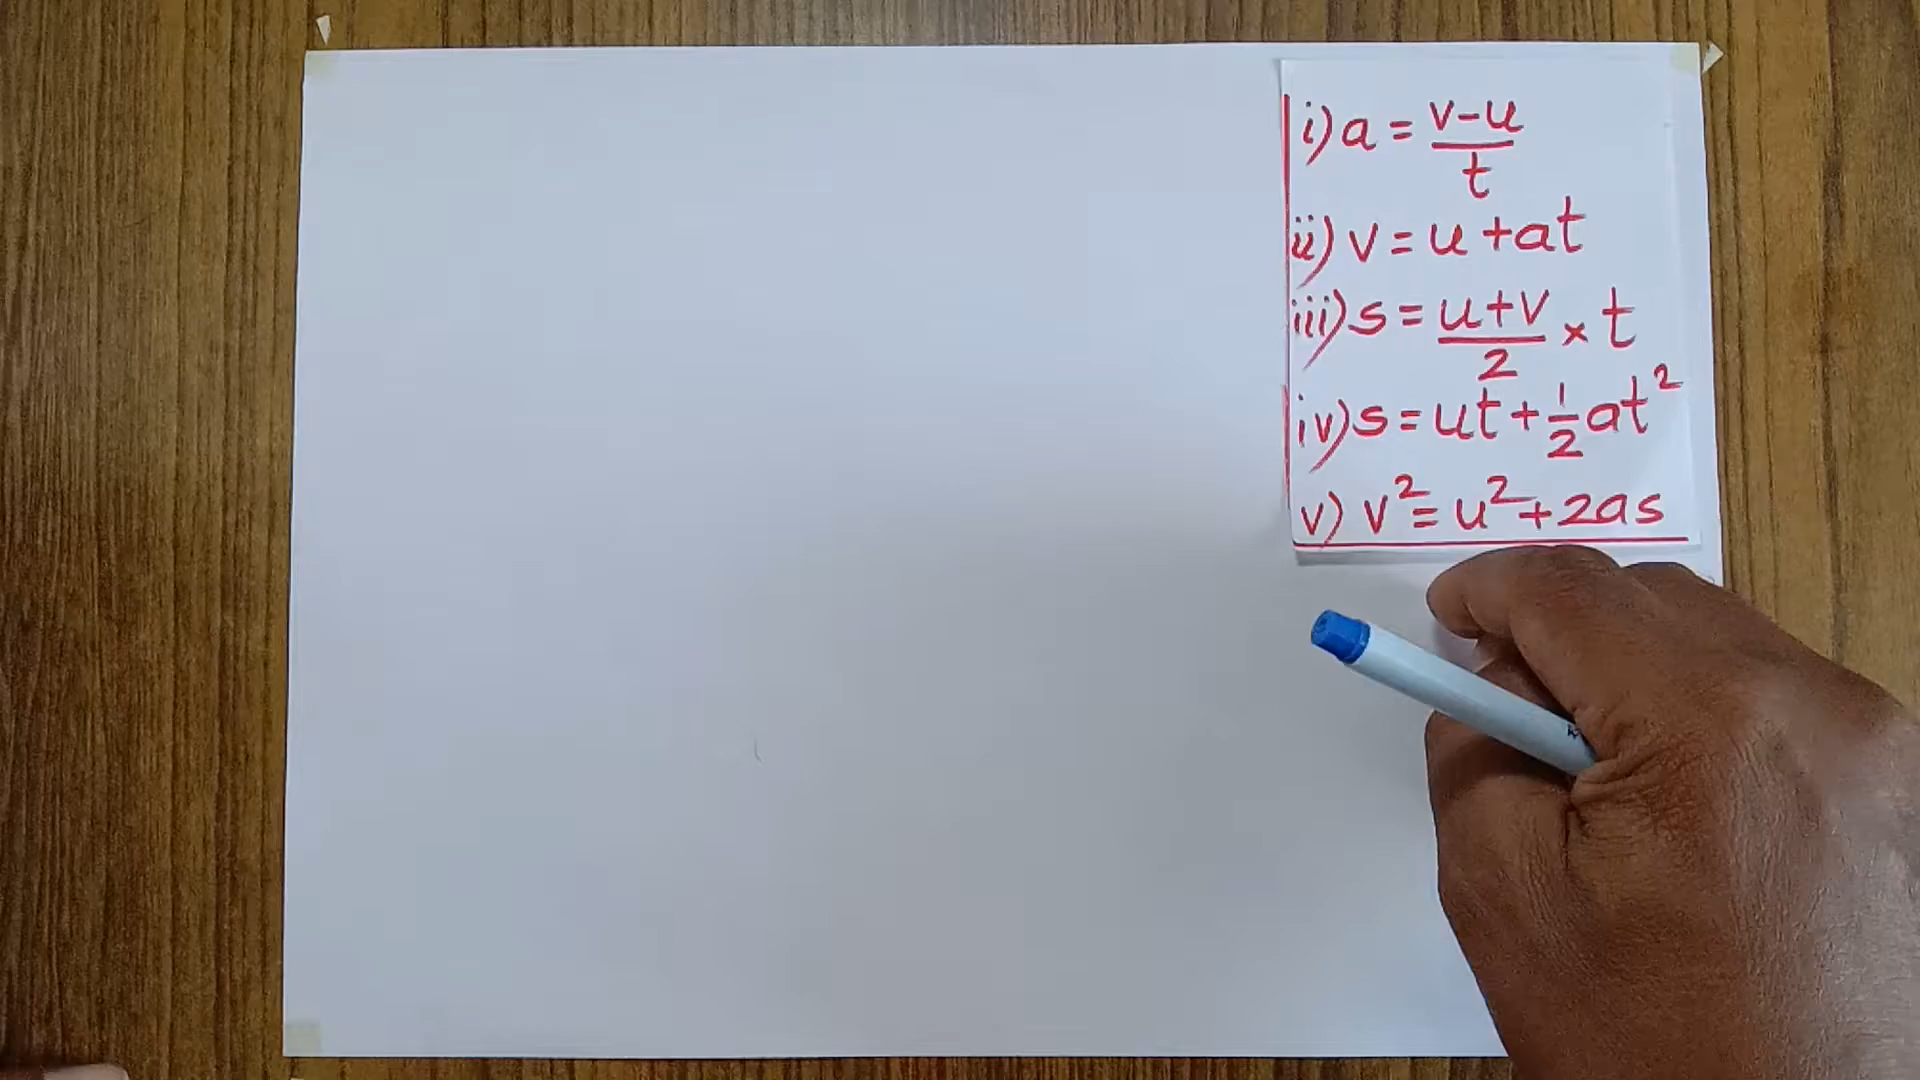 i) a = v-u/t
ii) v = u + at
iii) s = u+v/2 × t
iv) s = ut + 1/2 at²
v) v² = u² + 2as